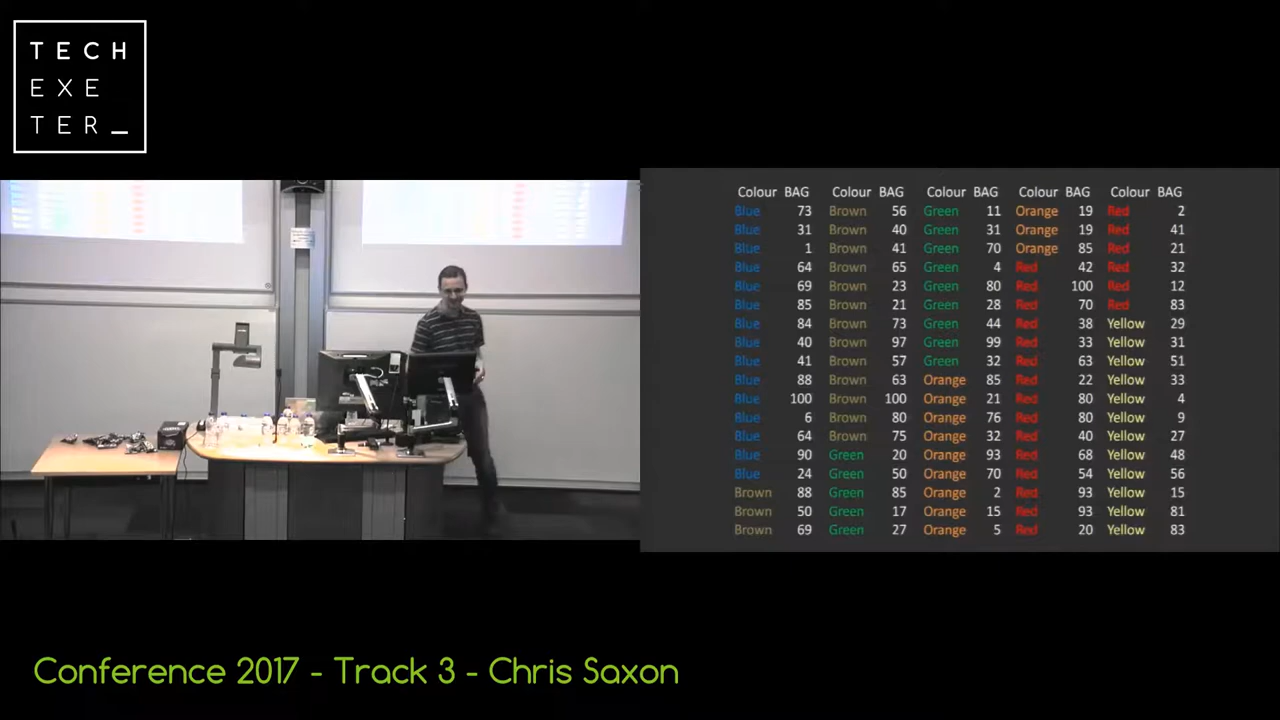 TECH
EXE
TER_
Colour BAG Colour BAG Colour BAG Colour BAG Colour BAG
Blue 73 Brown 56 Green 11 Orange 19 Red 2
Blue 31 Brown 40 Green 31 Orange 19 Red 41
Blue 1 Brown 41 Green 70 Orange 85 Red 21
Blue 64 Brown 65 Green 4 Red 42 Red 32
Blue 69 Brown 23 Green 80 Red 100 Red 12
Blue 85 Brown 21 Green 28 Red 70 Red 83
Blue 84 Brown 73 Green 44 Red 38 Yellow 29
Blue 40 Brown 97 Green 99 Red 33 Yellow 31
Blue 41 Brown 57 Green 32 Red 63 Yellow 51
Blue 88 Brown 63 Orange 85 Red 22 Yellow 33
Blue 100 Brown 100 Orange 21 Red 80 Yellow 4
Blue 6 Brown 80 Orange 76 Red 80 Yellow 9
Blue 64 Brown 75 Orange 32 Red 40 Yellow 27
Blue 90 Green 20 Orange 93 Red 68 Yellow 48
Blue 24 Green 50 Orange 70 Red 54 Yellow 56
Brown 88 Green 85 Orange 2 Red 93 Yellow 15
Brown 50 Green 17 Orange 15 Red 93 Yellow 81
Brown 69 Green 27 Orange 5 Red 20 Yellow 83
Conference 2017 - Track 3 - Chris Saxon